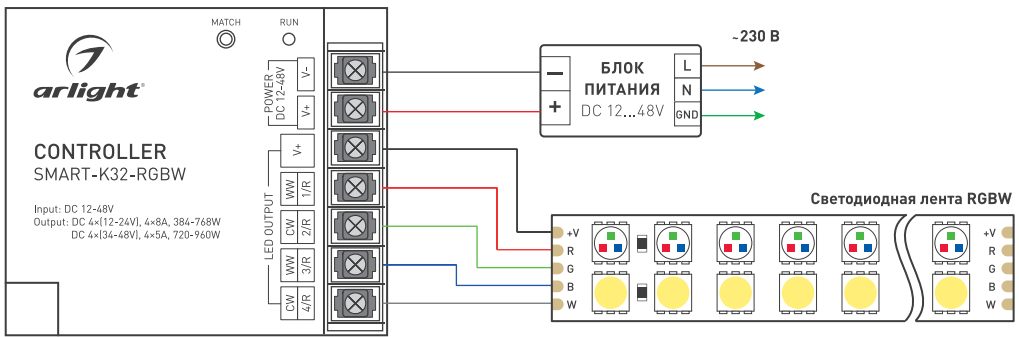 MATCH
RUN
arlight®
CONTROLLER
SMART-K32-RGBW
Input: DC 12-48V
Output: DC 4×(12-24V), 4×8A, 384-768W
DC 4×(34-48V), 4×5A, 720-960W
POWER
DC 12-48V
V-
V+
LED OUTPUT
V+
WW 1/R
CW 2/R
WW 3/R
CW 4/R
БЛОК
ПИТАНИЯ
DC 12...48V
−
+
L
N
GND
~230 В
Светодиодная лента RGBW
+V
R
G
B
W
+V
R
G
B
W